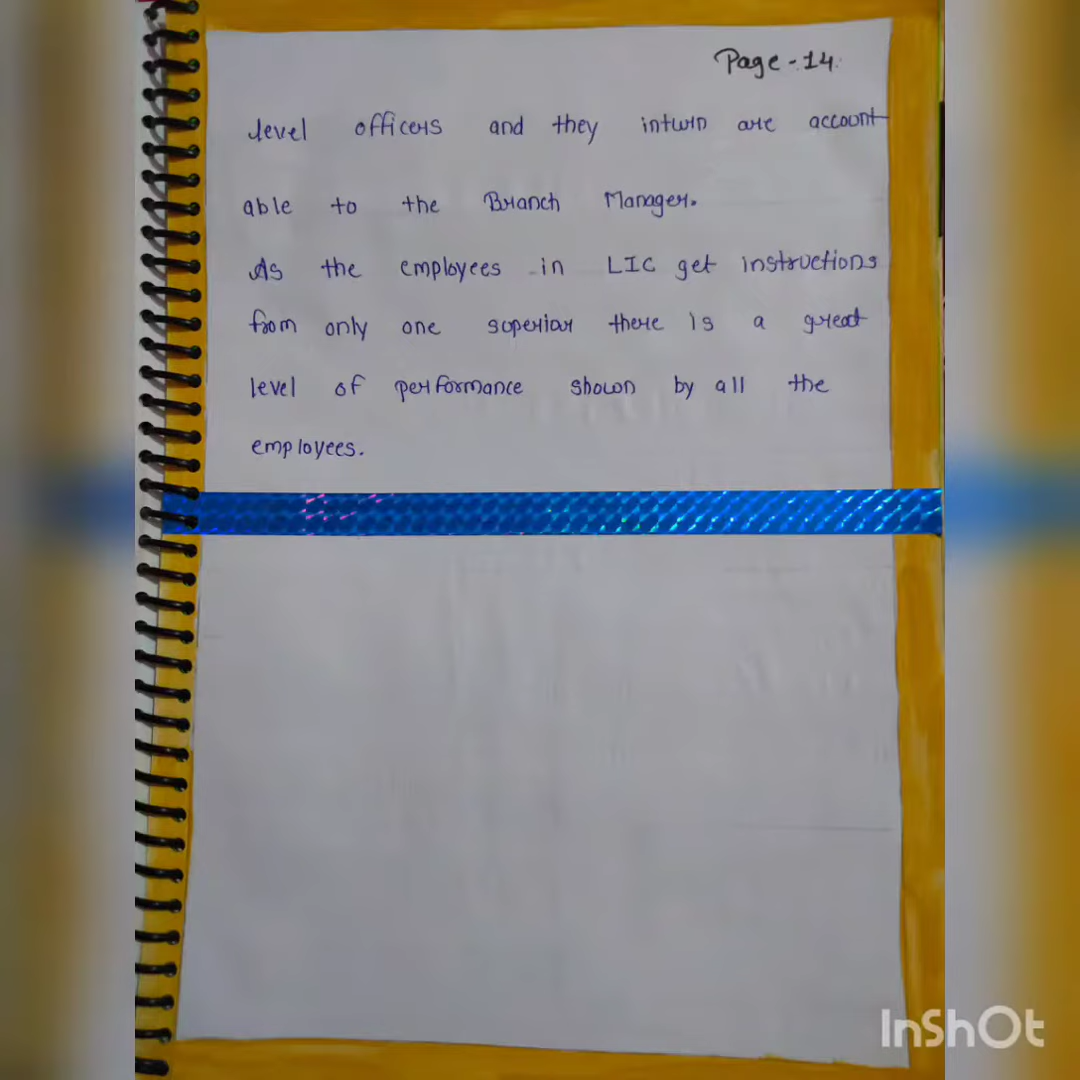 Page - 14.
level officers and they inturn are account
able to the Branch Manager.
As the employees in LIC get instructions
from only one superior there is a great
level of performance shown by all the
employees.
InShOt